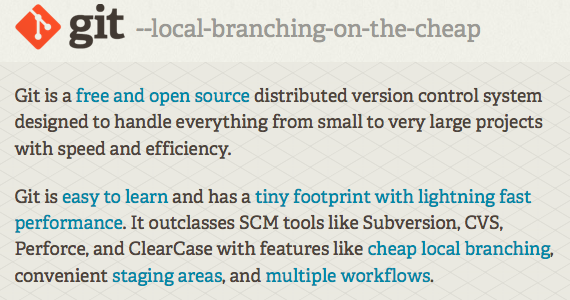 git --local-branching-on-the-cheap
Git is a free and open source distributed version control system
designed to handle everything from small to very large projects
with speed and efficiency.
Git is easy to learn and has a tiny footprint with lightning fast
performance. It outclasses SCM tools like Subversion, CVS,
Perforce, and ClearCase with features like cheap local branching,
convenient staging areas, and multiple workflows.